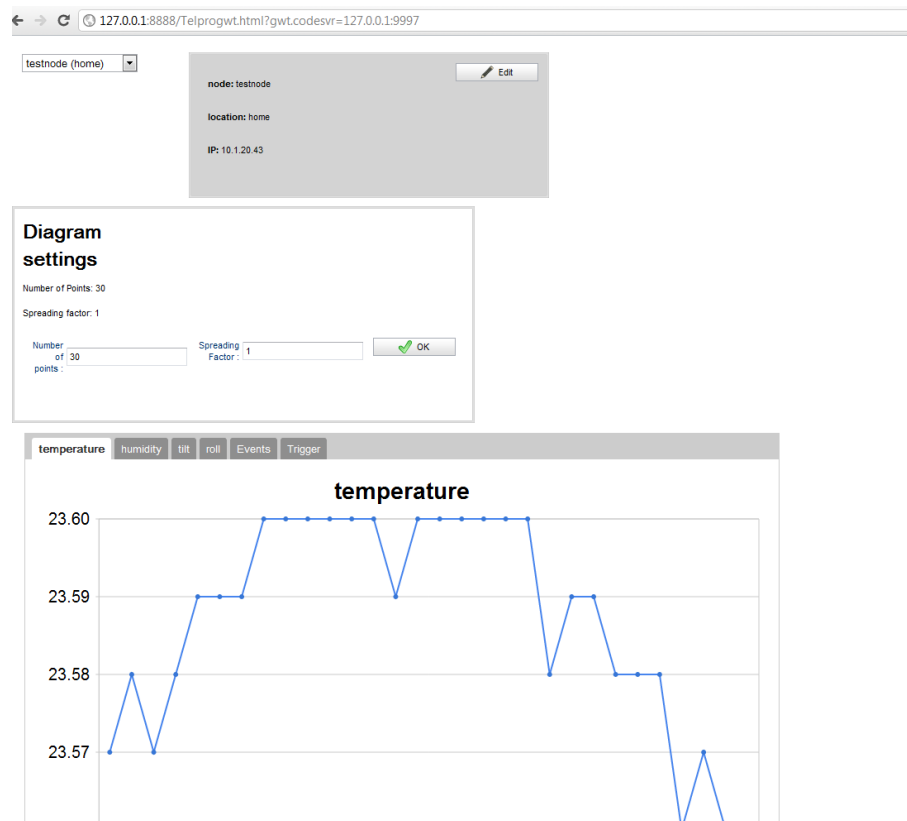 127.0.0.1:8888/Telprogwt.html?gwt.codesvr=127.0.0.1:9997
testnode (home)
Edit
node: testnode
location: home
IP: 10.1.20.43
Diagram
settings
Number of Points: 30
Spreading factor: 1
Number
of
points :
30
Spreading
Factor :
1
OK
temperature humidity tilt roll Events Trigger
temperature
23.60
23.59
23.58
23.57